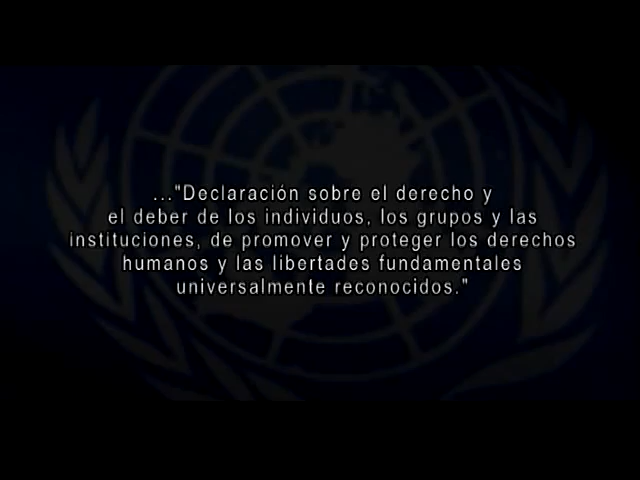 ..."Declaración sobre el derecho y
el deber de los individuos, los grupos y las
instituciones, de promover y proteger los derechos
humanos y las libertades fundamentales
universalmente reconocidos."